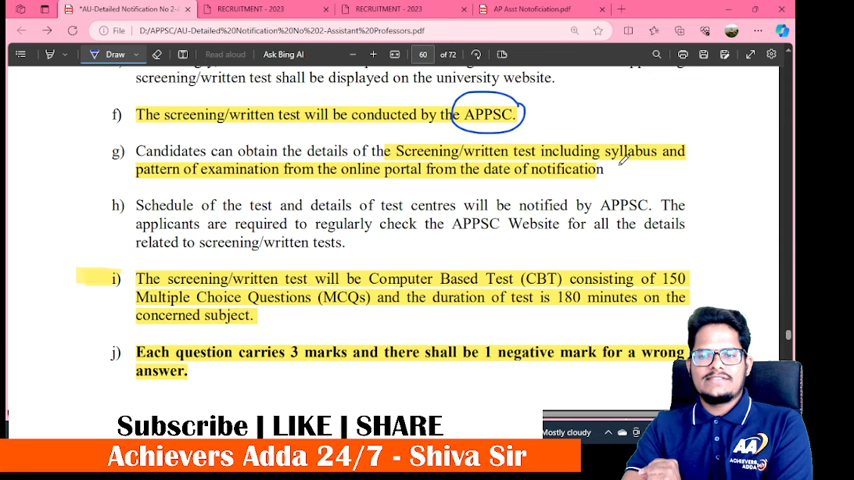 *AU-Detailed Notification No 2-A
RECRUITMENT - 2023
RECRUITMENT - 2023
AP Asst Notoficiation.pdf
File
D:/APPSC/AU-Detailed%20Notification%20No%202-Assistant%20Professors.pdf
Draw
Read aloud
Ask Bing AI
60 of 72
screening/written test shall be displayed on the university website.
f) The screening/written test will be conducted by the APPSC.
g) Candidates can obtain the details of the Screening/written test including syllabus and
pattern of examination from the online portal from the date of notification
h) Schedule of the test and details of test centres will be notified by APPSC. The
applicants are required to regularly check the APPSC Website for all the details
related to screening/written tests.
i) The screening/written test will be Computer Based Test (CBT) consisting of 150
Multiple Choice Questions (MCQs) and the duration of test is 180 minutes on the
concerned subject.
j) Each question carries 3 marks and there shall be 1 negative mark for a wrong
answer.
Mostly cloudy
Subscribe | LIKE | SHARE
Achievers Adda 24/7 - Shiva Sir
AA
ACHIEVERS
ADDA